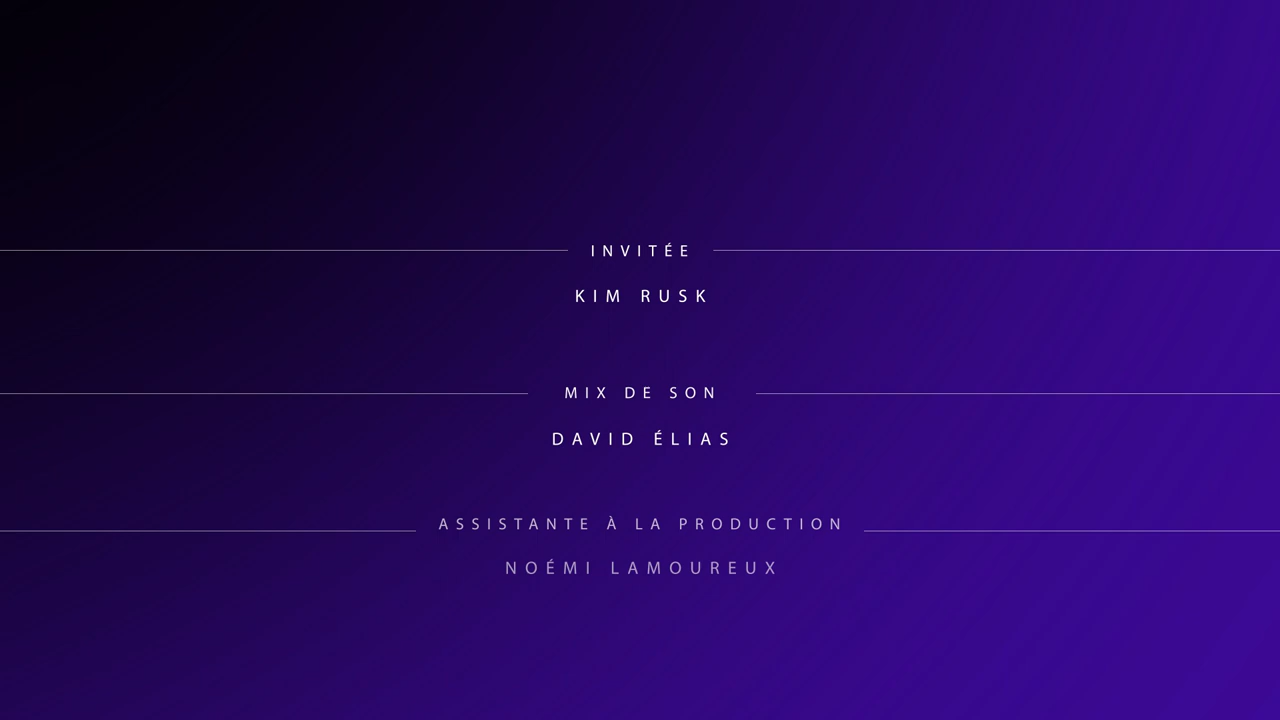 INVITÉE
KIM RUSK
MIX DE SON
DAVID ÉLIAS
ASSISTANTE À LA PRODUCTION
NOÉMI LAMOUREUX